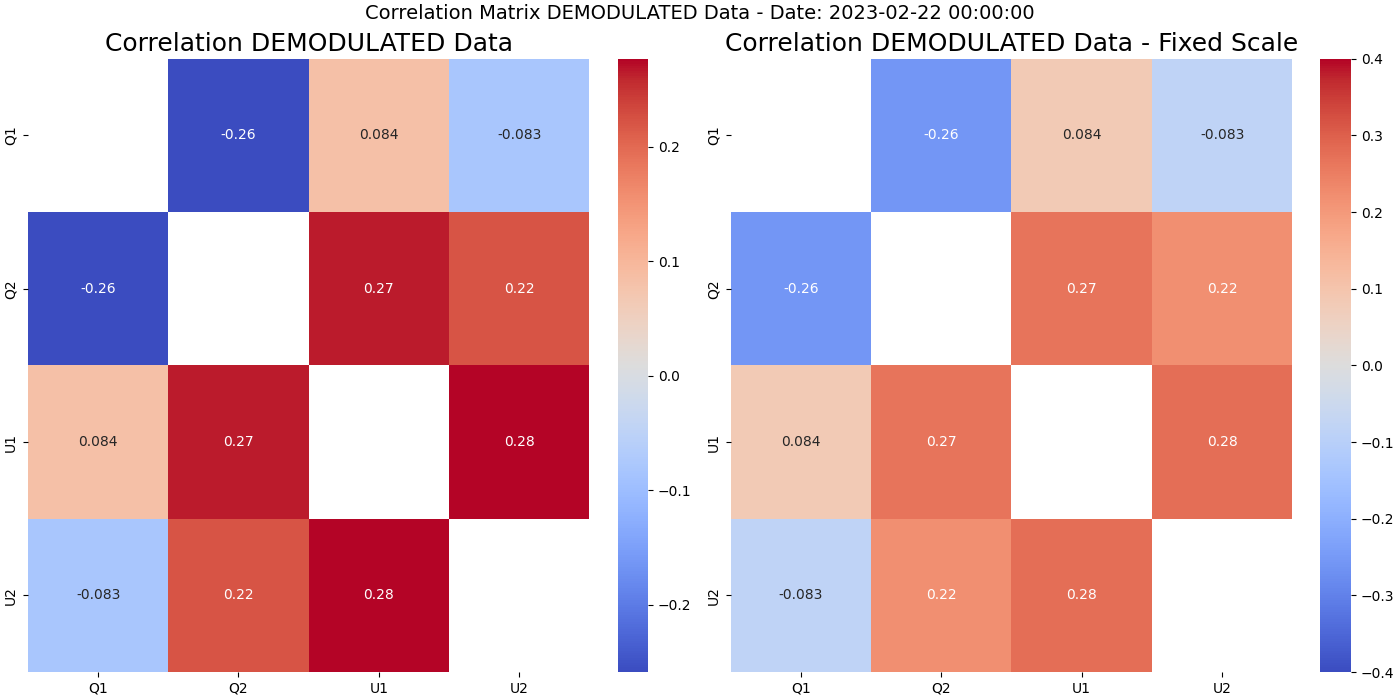 Correlation Matrix DEMODULATED Data - Date: 2023-02-22 00:00:00
Correlation DEMODULATED Data
Q1 -0.26 0.084 -0.083
Q2 -0.26 0.27 0.22
U1 0.084 0.27 0.28
U2 -0.083 0.22 0.28
Q1 Q2 U1 U2
0.2
0.1
0.0
−0.1
−0.2
Correlation DEMODULATED Data - Fixed Scale
Q1 -0.26 0.084 -0.083
Q2 -0.26 0.27 0.22
U1 0.084 0.27 0.28
U2 -0.083 0.22 0.28
Q1 Q2 U1 U2
0.4
0.3
0.2
0.1
0.0
−0.1
−0.2
−0.3
−0.4